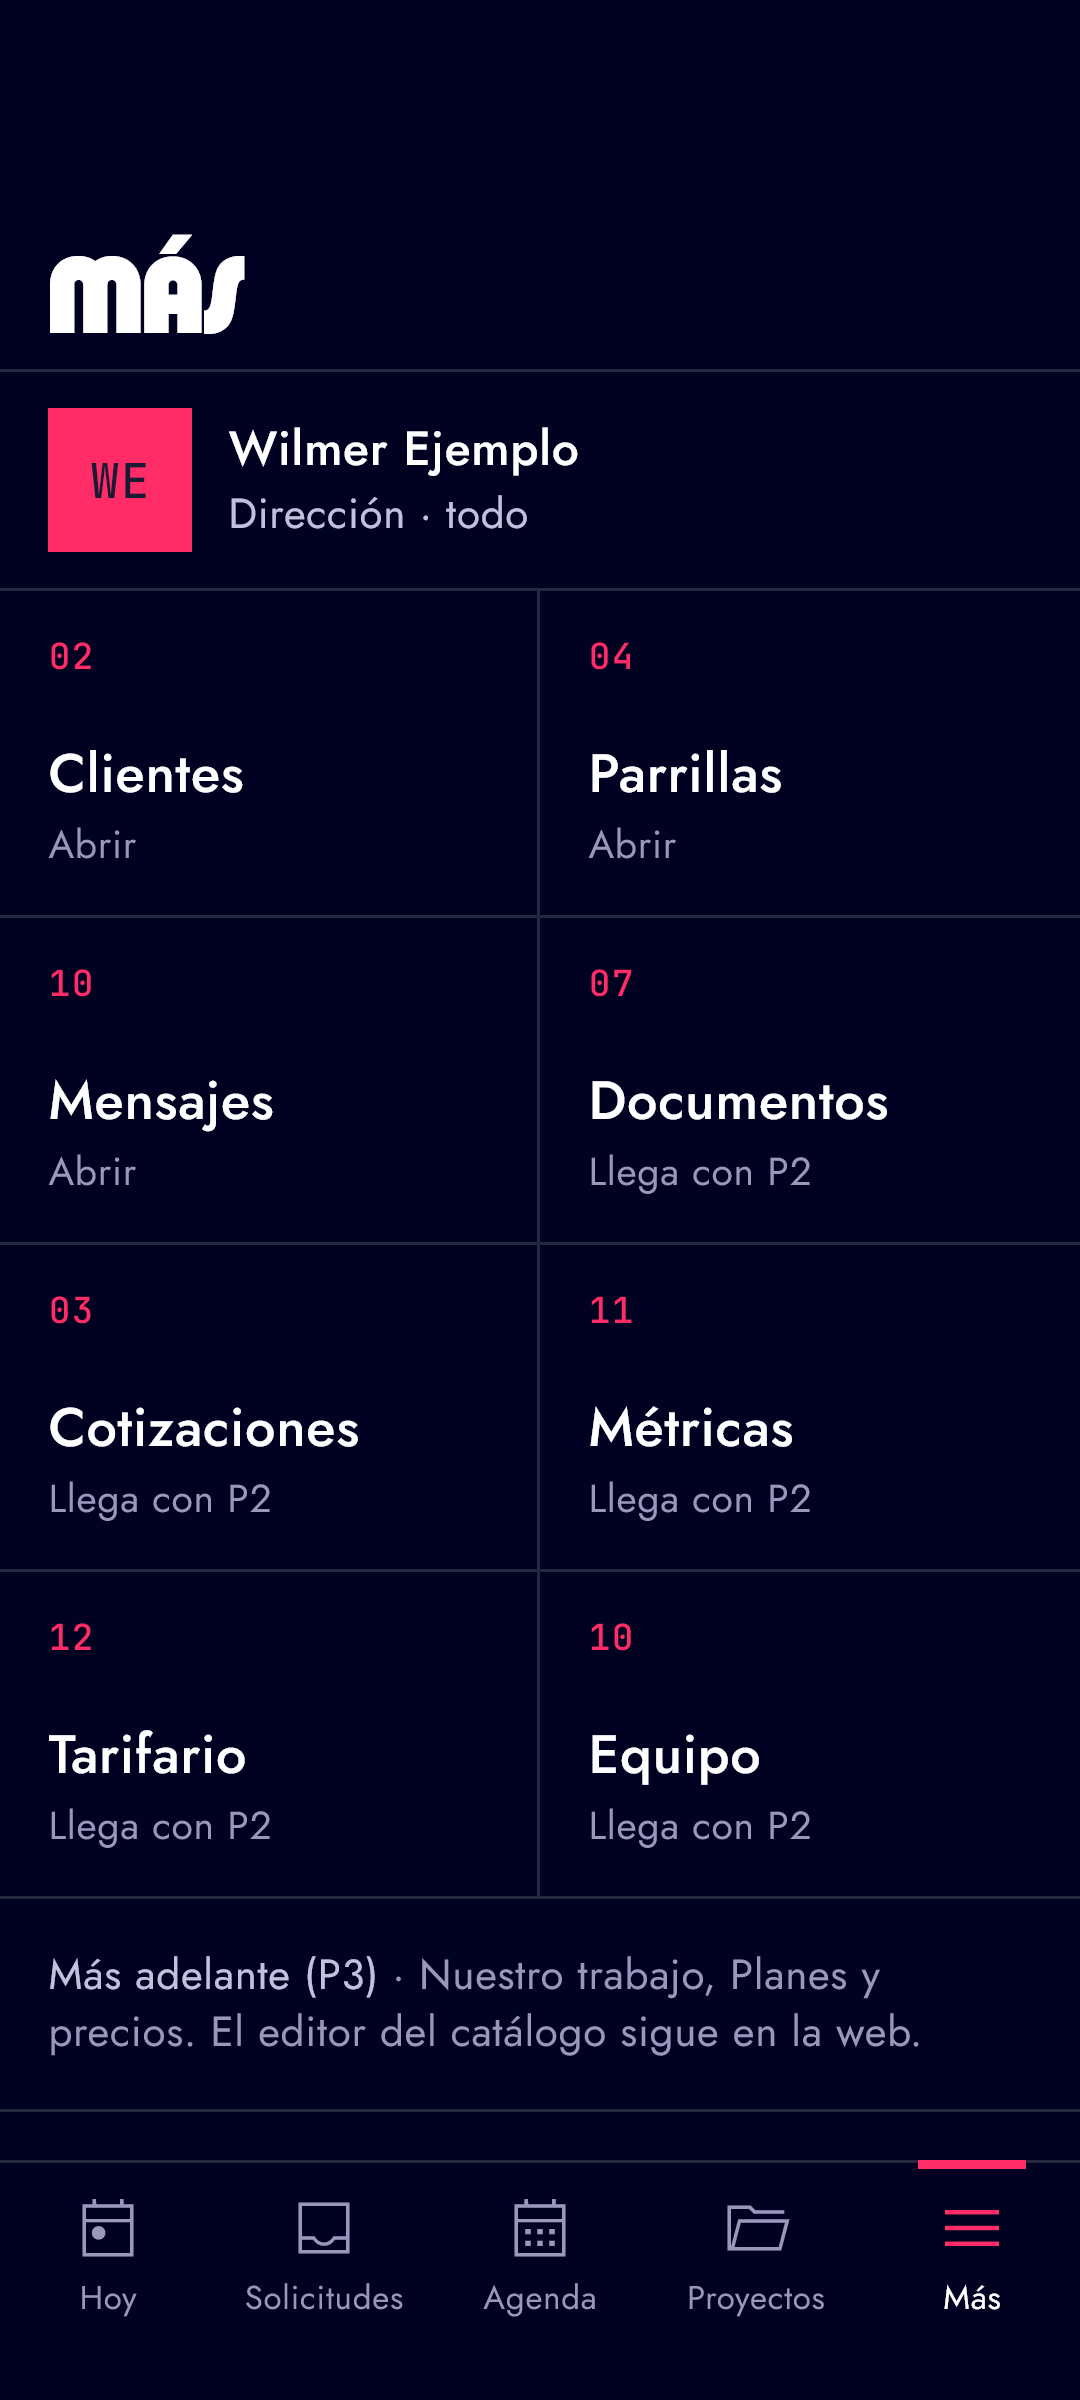 MÁS
WE
Wilmer Ejemplo
Dirección · todo
02
Clientes
Abrir
04
Parrillas
Abrir
10
Mensajes
Abrir
07
Documentos
Llega con P2
03
Cotizaciones
Llega con P2
11
Métricas
Llega con P2
12
Tarifario
Llega con P2
10
Equipo
Llega con P2
Más adelante (P3) · Nuestro trabajo, Planes y
precios. El editor del catálogo sigue en la web.
Hoy
Solicitudes
Agenda
Proyectos
Más